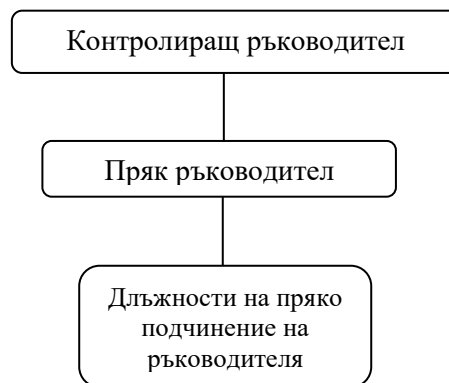 Контролиращ ръководител
Пряк ръководител
Длъжности на пряко
подчинение на
ръководителя